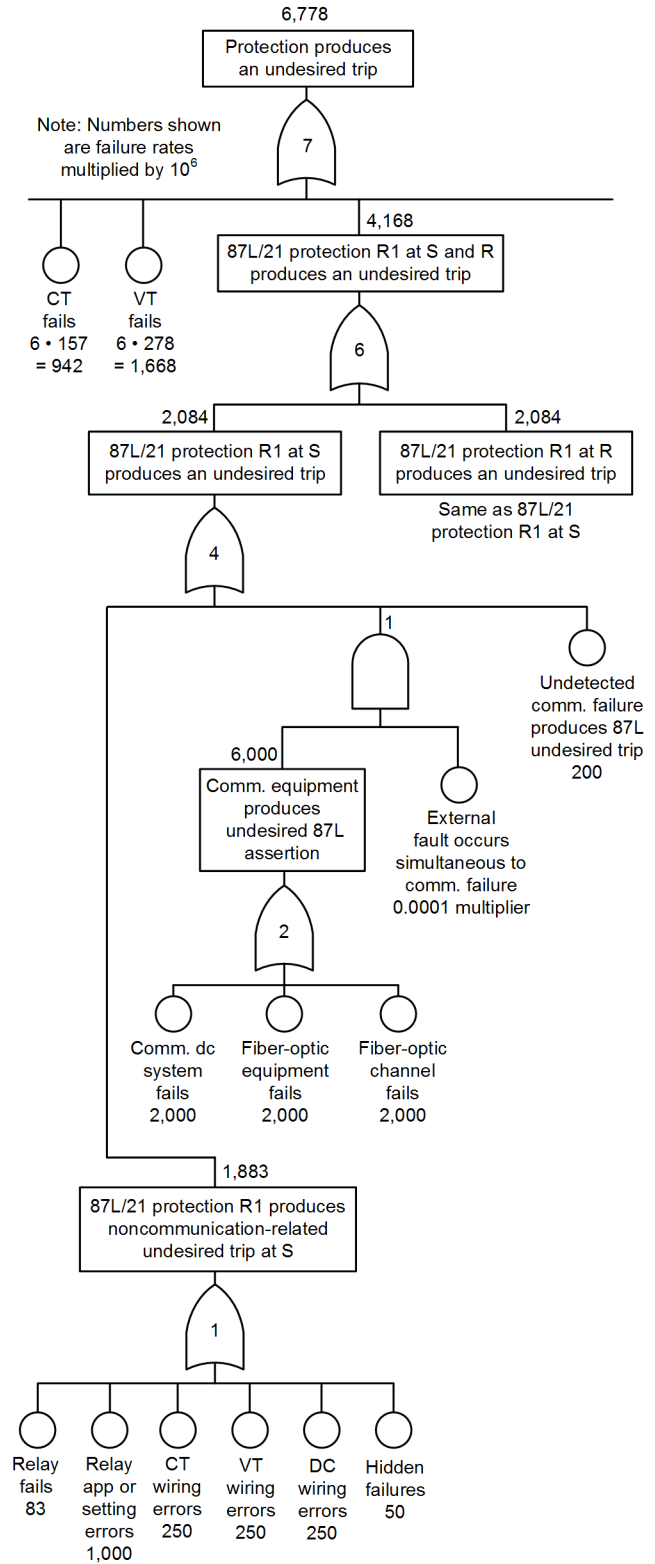 6,778
Protection produces
an undesired trip
Note: Numbers shown
are failure rates
multiplied by 10⁶
7
4,168
87L/21 protection R1 at S and R
produces an undesired trip
CT
fails
6 • 157
= 942
VT
fails
6 • 278
= 1,668
6
2,084
87L/21 protection R1 at S
produces an undesired trip
2,084
87L/21 protection R1 at R
produces an undesired trip
Same as 87L/21
protection R1 at S
4
1
Undetected
comm. failure
produces 87L
undesired trip
200
6,000
Comm. equipment
produces
undesired 87L
assertion
External
fault occurs
simultaneous to
comm. failure
0.0001 multiplier
2
Comm. dc
system
fails
2,000
Fiber-optic
equipment
fails
2,000
Fiber-optic
channel
fails
2,000
1,883
87L/21 protection R1 produces
noncommunication-related
undesired trip at S
1
Relay
fails
83
Relay
app or
setting
errors
1,000
CT
wiring
errors
250
VT
wiring
errors
250
DC
wiring
errors
250
Hidden
failures
50